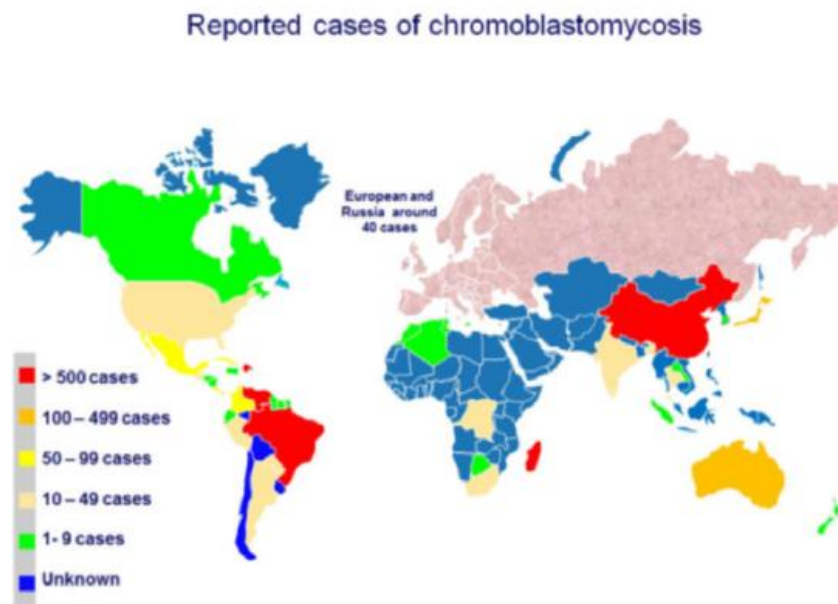 Reported cases of chromoblastomycosis
European and
Russia around
40 cases
> 500 cases
100 – 499 cases
50 – 99 cases
10 – 49 cases
1- 9 cases
Unknown